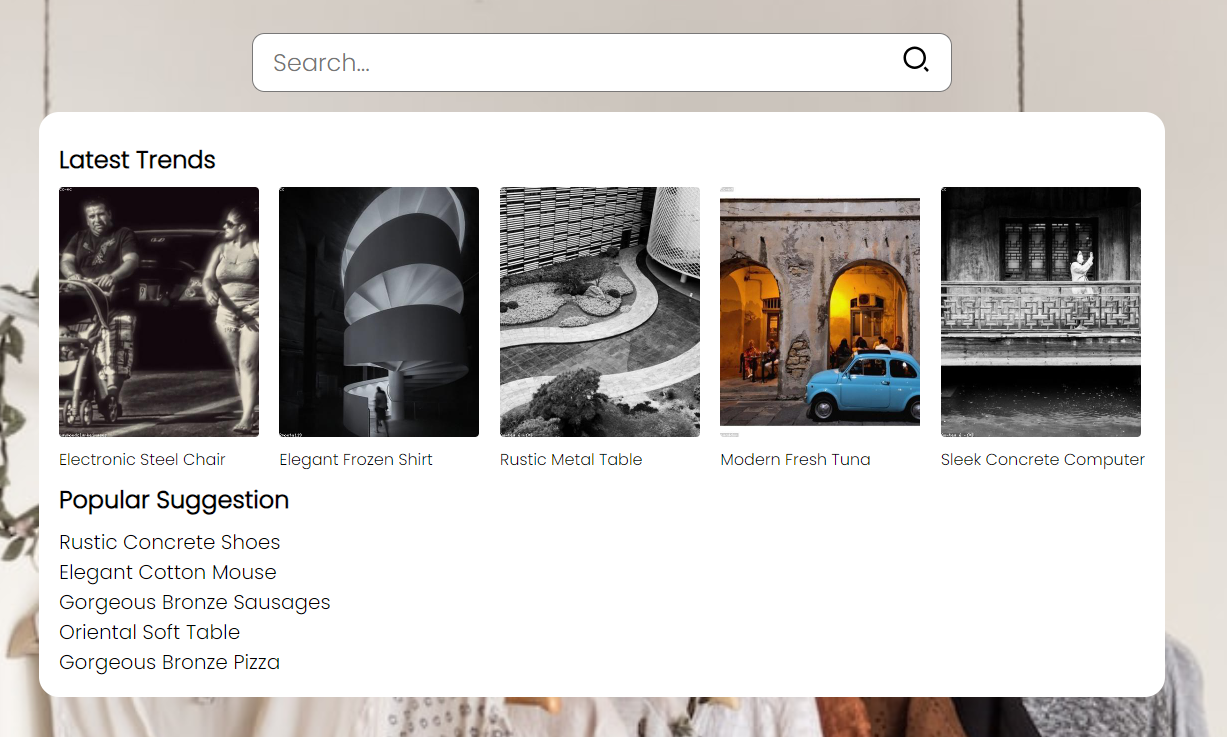 Search...
Latest Trends
Electronic Steel Chair
Elegant Frozen Shirt
Rustic Metal Table
Modern Fresh Tuna
Sleek Concrete Computer
Popular Suggestion
Rustic Concrete Shoes
Elegant Cotton Mouse
Gorgeous Bronze Sausages
Oriental Soft Table
Gorgeous Bronze Pizza